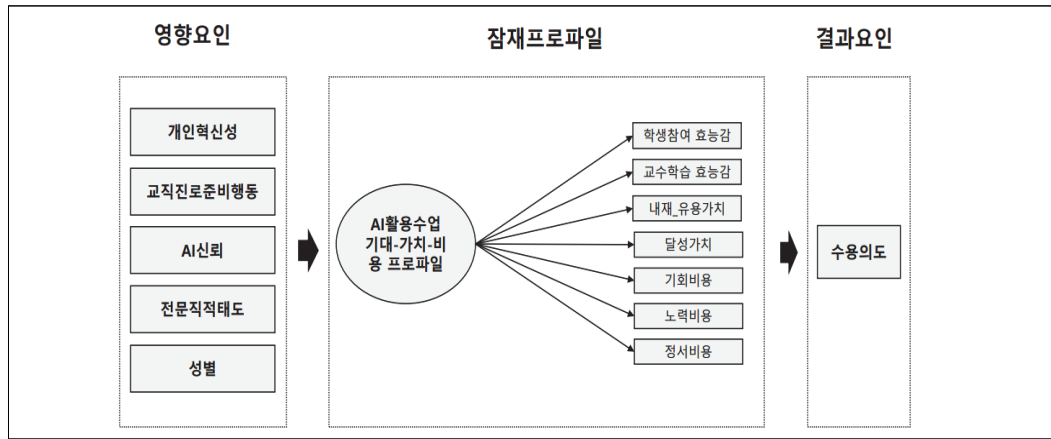 영향요인
잠재프로파일
결과요인
개인혁신성
교직진로준비행동
AI신뢰
전문직적태도
성별
AI활용수업
기대-가치-비
용 프로파일
학생참여 효능감
교수학습 효능감
내재_유용가치
달성가치
기회비용
노력비용
정서비용
수용의도